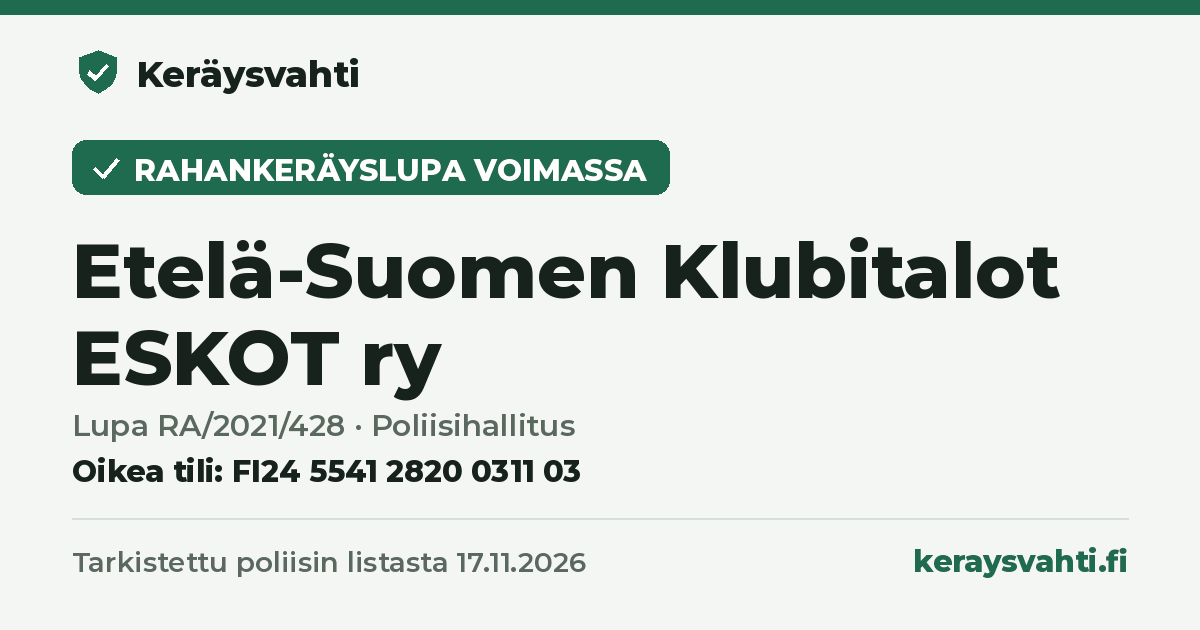 Keräysvahti
RAHANKERÄYSLUPA VOIMASSA
Etelä-Suomen Klubitalot
ESKOT ry
Lupa RA/2021/428 · Poliisihallitus
Oikea tili: FI24 5541 2820 0311 03
Tarkistettu poliisin listasta 17.11.2026
keraysvahti.fi